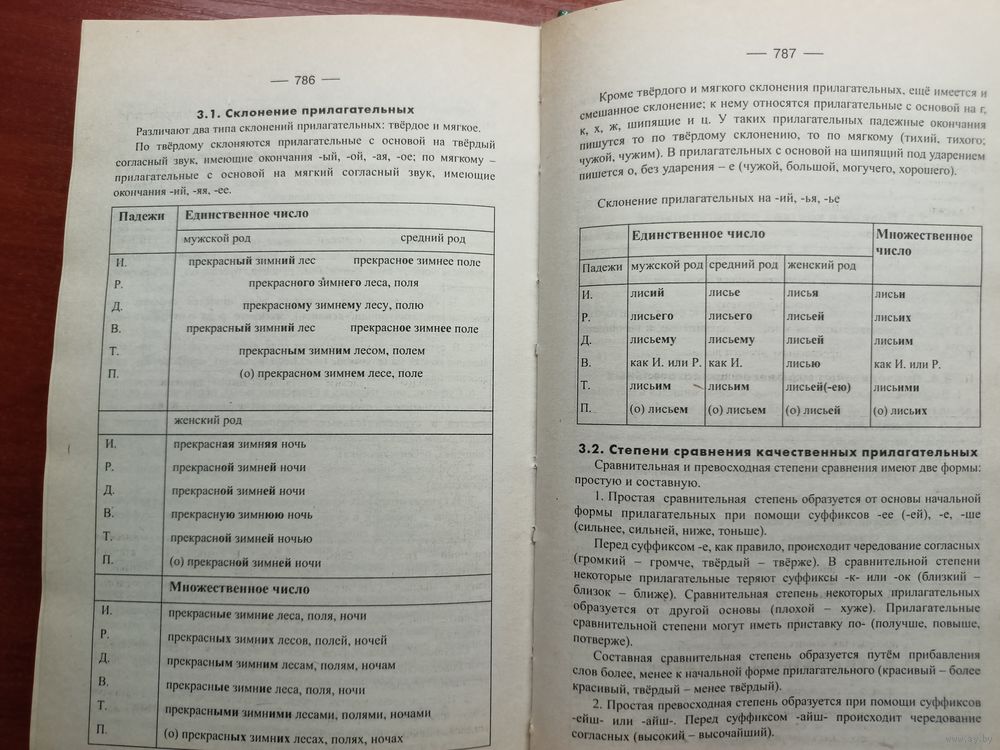 — 786 —
3.1. Склонение прилагательных
Различают два типа склонений прилагательных: твёрдое и мягкое.
По твёрдому склоняются прилагательные с основой на твёрдый
согласный звук, имеющие окончания -ый, -ой, -ая, -ое; по мягкому –
прилагательные с основой на мягкий согласный звук, имеющие
окончания -ий, -яя, -ее.
Падежи Единственное число
мужской род средний род
И. прекрасный зимний лес прекрасное зимнее поле
Р. прекрасного зимнего леса, поля
Д. прекрасному зимнему лесу, полю
В. прекрасный зимний лес прекрасное зимнее поле
Т. прекрасным зимним лесом, полем
П. (о) прекрасном зимнем лесе, поле
женский род
И. прекрасная зимняя ночь
Р. прекрасной зимней ночи
Д. прекрасной зимней ночи
В. прекрасную зимнюю ночь
Т. прекрасной зимней ночью
П. (о) прекрасной зимней ночи
Множественное число
И. прекрасные зимние леса, поля, ночи
Р. прекрасных зимних лесов, полей, ночей
Д. прекрасным зимним лесам, полям, ночам
В. прекрасные зимние леса, поля, ночи
Т. прекрасными зимними лесами, полями, ночами
П. (о) прекрасных зимних лесах, полях, ночах
— 787 —
Кроме твёрдого и мягкого склонения прилагательных, ещё имеется и
смешанное склонение; к нему относятся прилагательные с основой на г,
к, х, ж, шипящие и ц. У таких прилагательных падежные окончания
пишутся то по твёрдому склонению, то по мягкому (тихий, тихого;
чужой, чужим). В прилагательных с основой на шипящий под ударением
пишется о, без ударения – е (чужой, большой, могучего, хорошего).
Склонение прилагательных на -ий, -ья, -ье
Единственное число Множественное
число
Падежи мужской род средний род женский род
И. лисий лисье лисья лисьи
Р. лисьего лисьего лисьей лисьих
Д. лисьему лисьему лисьей лисьим
В. как И. или Р. как И. лисью как И. или Р.
Т. лисьим лисьим лисьей(-ею) лисьими
П. (о) лисьем (о) лисьем (о) лисьей (о) лисьих
3.2. Степени сравнения качественных прилагательных
Сравнительная и превосходная степени сравнения имеют две формы:
простую и составную.
1. Простая сравнительная степень образуется от основы начальной
формы прилагательных при помощи суффиксов -ее (-ей), -е, -ше
(сильнее, сильней, ниже, тоньше).
Перед суффиксом -е, как правило, происходит чередование согласных
(громкий – громче, твёрдый – твёрже). В сравнительной степени
некоторые прилагательные теряют суффиксы -к- или -ок (близкий –
близок – ближе). Сравнительная степень некоторых прилагательных
образуется от другой основы (плохой – хуже). Прилагательные
сравнительной степени могут иметь приставку по- (получше, повыше,
потверже).
Составная сравнительная степень образуется путём прибавления
слов более, менее к начальной форме прилагательного (красивый – более
красивый, твёрдый – менее твёрдый).
2. Простая превосходная степень образуется при помощи суффиксов
-ейш- или -айш-. Перед суффиксом -айш- происходит чередование
согласных (высокий – высочайший).
www.ay.by